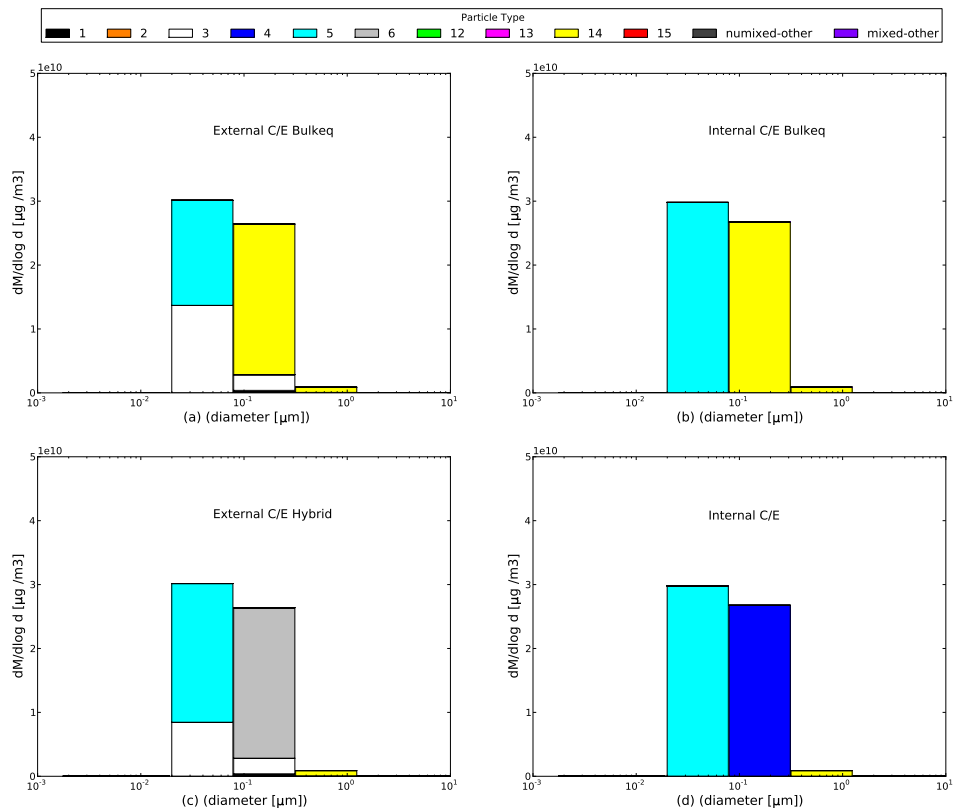 Particle Type
1 2 3 4 5 6 12 13 14 15 numixed-other mixed-other
1e10
5
4
3
2
1
0
dM/dlog d [µg /m3]
External C/E Bulkeq
10^-3 10^-2 10^-1 10^0 10^1
(a) (diameter [µm])
1e10
5
4
3
2
1
0
dM/dlog d [µg /m3]
Internal C/E Bulkeq
10^-3 10^-2 10^-1 10^0 10^1
(b) (diameter [µm])
1e10
5
4
3
2
1
0
dM/dlog d [µg /m3]
External C/E Hybrid
10^-3 10^-2 10^-1 10^0 10^1
(c) (diameter [µm])
1e10
5
4
3
2
1
0
dM/dlog d [µg /m3]
Internal C/E
10^-3 10^-2 10^-1 10^0 10^1
(d) (diameter [µm])